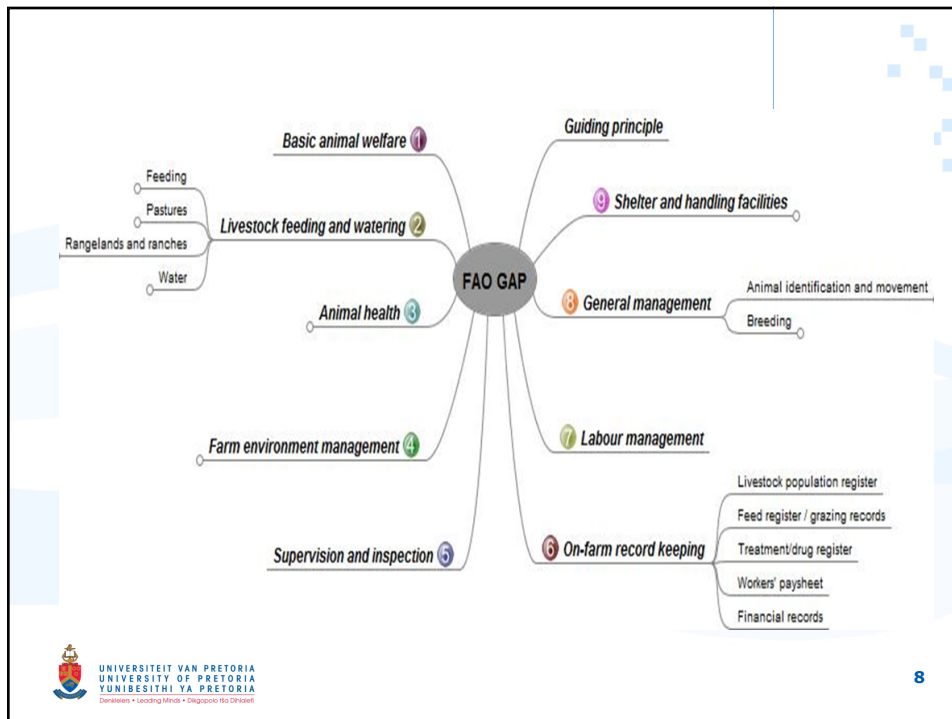 Guiding principle
Basic animal welfare 1
Feeding
Pastures
Rangelands and ranches
Water
Livestock feeding and watering 2
Animal health 3
Farm environment management 4
Supervision and inspection 5
FAO GAP
9 Shelter and handling facilities
8 General management
Animal identification and movement
Breeding
7 Labour management
6 On-farm record keeping
Livestock population register
Feed register / grazing records
Treatment/drug register
Workers' paysheet
Financial records
UNIVERSITEIT VAN PRETORIA
UNIVERSITY OF PRETORIA
YUNIBESITHI YA PRETORIA
Denkleiers • Leading Minds • Dikgopolo tša Dihlalefi
8